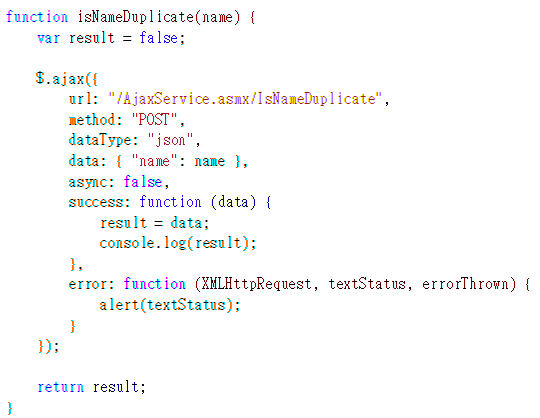 function isNameDuplicate(name) {
    var result = false;

    $.ajax({
        url: "/AjaxService.asmx/IsNameDuplicate",
        method: "POST",
        dataType: "json",
        data: { "name": name },
        async: false,
        success: function (data) {
            result = data;
            console.log(result);
        },
        error: function (XMLHttpRequest, textStatus, errorThrown) {
            alert(textStatus);
        }
    });

    return result;
}